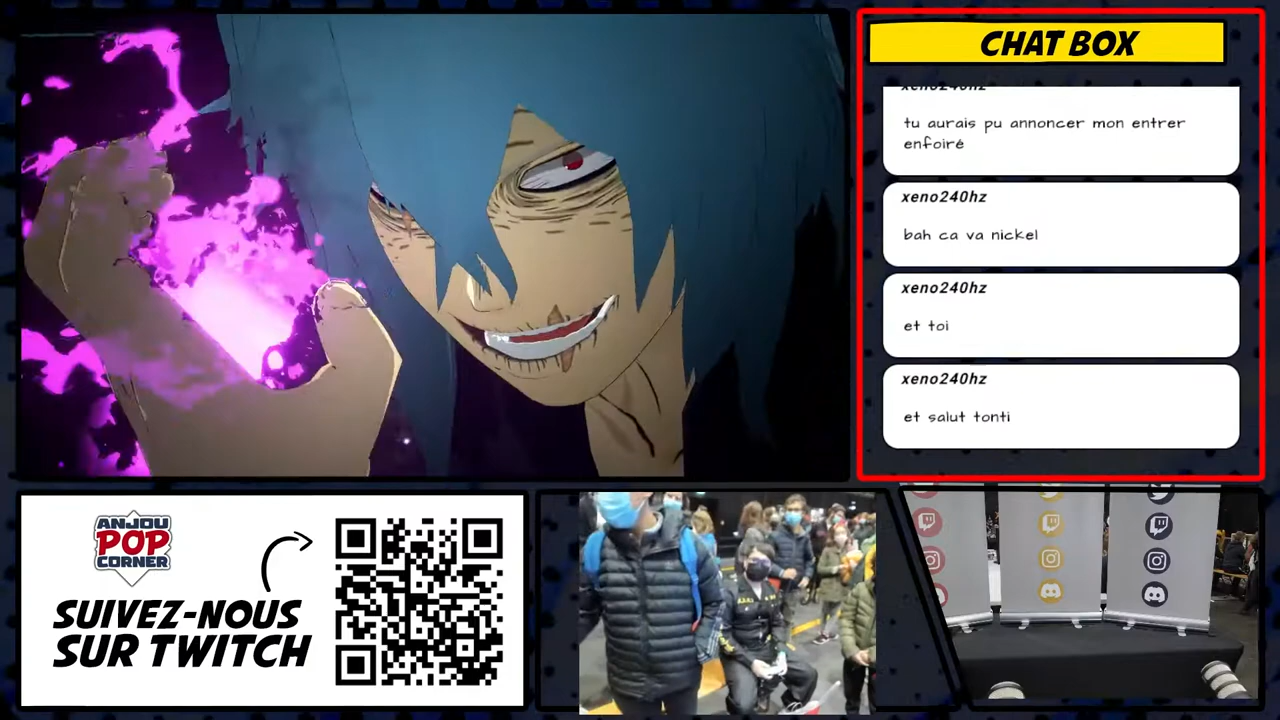 CHAT BOX
xeno240hz
tu aurais pu annoncer mon entrer
enfoiré
xeno240hz
bah ca va nickel
xeno240hz
et toi
xeno240hz
et salut tonti
ANJOU
POP
CORNER
SUIVEZ-NOUS
SUR TWITCH